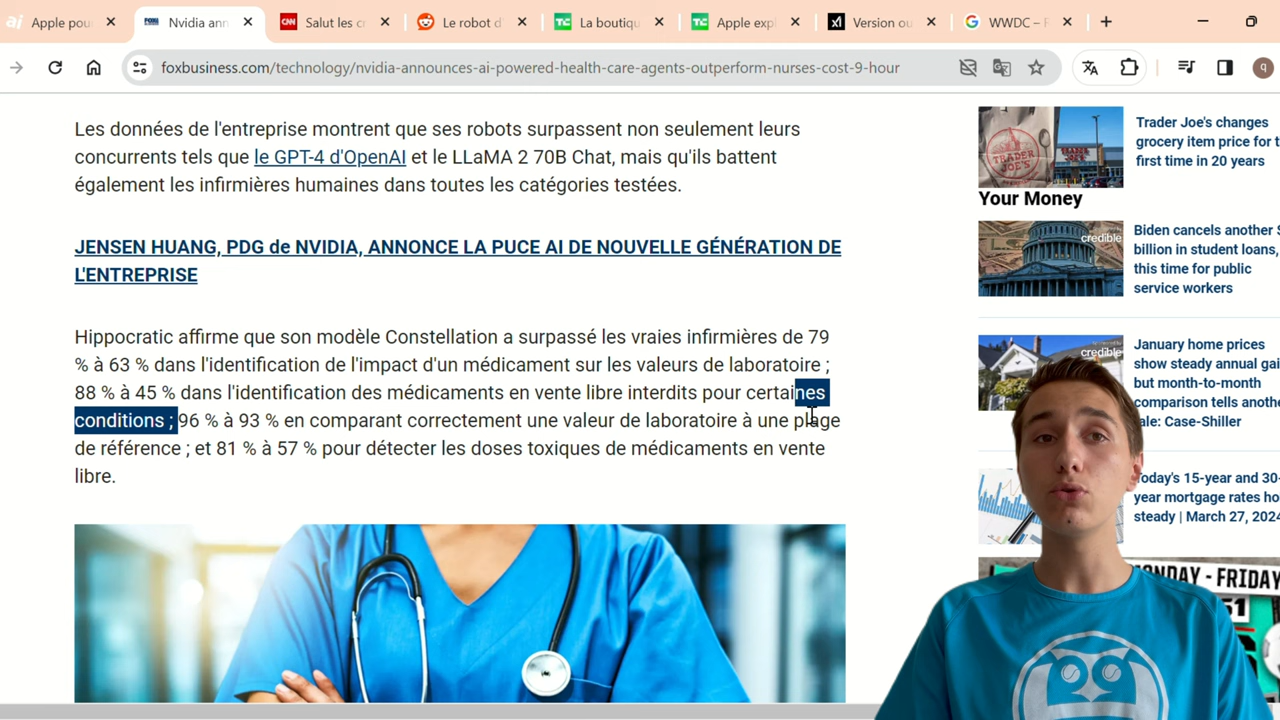 ai Apple pou
Nvidia ann
CNN Salut les cr
Le robot d
TC La boutiqu
TC Apple expl
Version ou
WWDC –
foxbusiness.com/technology/nvidia-announces-ai-powered-health-care-agents-outperform-nurses-cost-9-hour
q
Les données de l'entreprise montrent que ses robots surpassent non seulement leurs
concurrents tels que le GPT-4 d'OpenAI et le LLaMA 2 70B Chat, mais qu'ils battent
également les infirmières humaines dans toutes les catégories testées.
JENSEN HUANG, PDG de NVIDIA, ANNONCE LA PUCE AI DE NOUVELLE GÉNÉRATION DE
L'ENTREPRISE
Hippocratic affirme que son modèle Constellation a surpassé les vraies infirmières de 79
% à 63 % dans l'identification de l'impact d'un médicament sur les valeurs de laboratoire ;
88 % à 45 % dans l'identification des médicaments en vente libre interdits pour certaines
conditions ; 96 % à 93 % en comparant correctement une valeur de laboratoire à une plage
de référence ; et 81 % à 57 % pour détecter les doses toxiques de médicaments en vente
libre.
TRADER JOE'S
Trader Joe's changes
grocery item price for t
first time in 20 years
Your Money
credible
Biden cancels another $
billion in student loans,
this time for public
service workers
credible
January home prices
show steady annual gai
but month-to-month
comparison tells anothe
ale: Case-Shiller
oday's 15-year and 30-
year mortgage rates ho
steady | March 27, 2024
MONDAY - FRIDAY